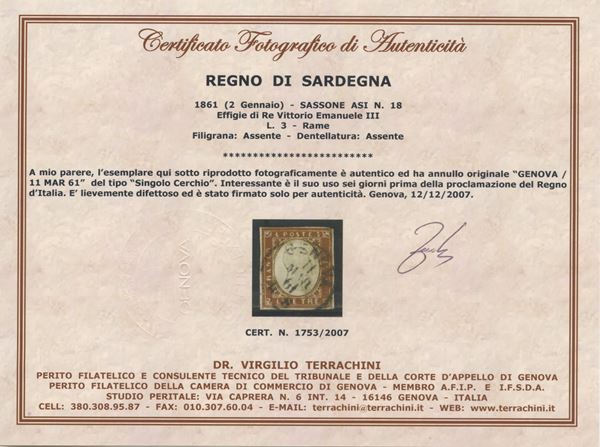 Certificato Fotografico di Autenticità
REGNO DI SARDEGNA
1861 (2 Gennaio) - SASSONE ASI N. 18
Effigie di Re Vittorio Emanuele III
L. 3 - Rame
Filigrana: Assente - Dentellatura: Assente
*************************
A mio parere, l'esemplare qui sotto riprodotto fotograficamente è autentico ed ha annullo originale "GENOVA /
11 MAR 61" del tipo "Singolo Cerchio". Interessante è il suo uso sei giorni prima della proclamazione del Regno
d'Italia. E' lievemente difettoso ed è stato firmato solo per autenticità. Genova, 12/12/2007.
GENOVA
C. POSTE
LIRE TRE
CERT. N. 1753/2007
DR. VIRGILIO TERRACHINI
PERITO FILATELICO E CONSULENTE TECNICO DEL TRIBUNALE E DELLA CORTE D'APPELLO DI GENOVA
PERITO FILATELICO DELLA CAMERA DI COMMERCIO DI GENOVA - MEMBRO A.F.I.P. E I.F.S.D.A.
STUDIO PERITALE: VIA CAPRERA N. 6 INT. 14 - 16146 GENOVA - ITALIA
CELL: 380.308.95.87 - FAX: 010.307.60.04 - E-MAIL: terrachini@terrachini.it - WEB: www.terrachini.it